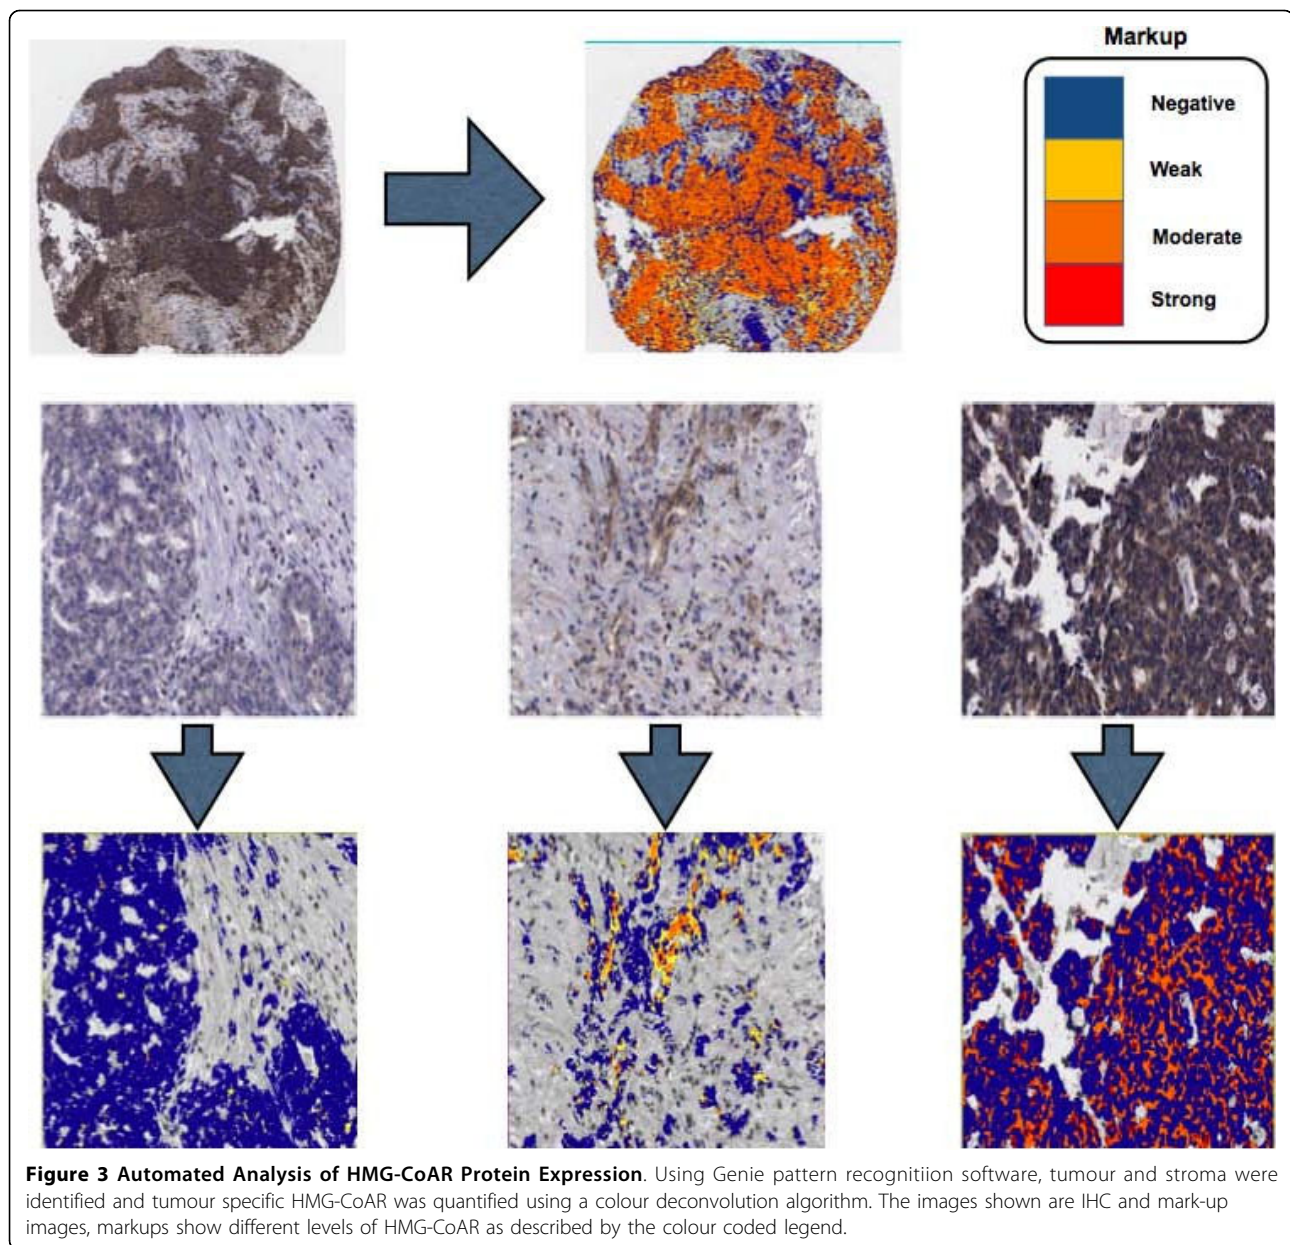 Markup
Negative
Weak
Moderate
Strong
Figure 3 Automated Analysis of HMG-CoAR Protein Expression. Using Genie pattern recognitiion software, tumour and stroma were
identified and tumour specific HMG-CoAR was quantified using a colour deconvolution algorithm. The images shown are IHC and mark-up
images, markups show different levels of HMG-CoAR as described by the colour coded legend.